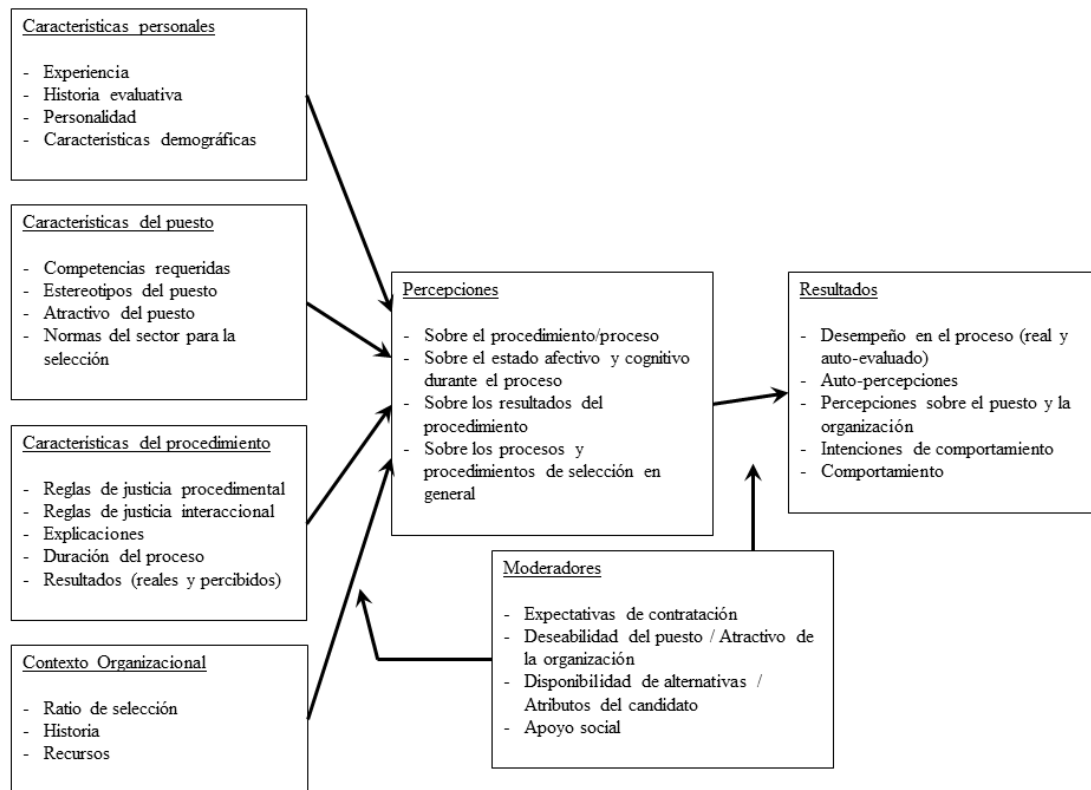 Características personales
- Experiencia
- Historia evaluativa
- Personalidad
- Características demográficas
Características del puesto
- Competencias requeridas
- Estereotipos del puesto
- Atractivo del puesto
- Normas del sector para la
selección
Características del procedimiento
- Reglas de justicia procedimental
- Reglas de justicia interaccional
- Explicaciones
- Duración del proceso
- Resultados (reales y percibidos)
Contexto Organizacional
- Ratio de selección
- Historia
- Recursos
Percepciones
- Sobre el procedimiento/proceso
- Sobre el estado afectivo y cognitivo
durante el proceso
- Sobre los resultados del
procedimiento
- Sobre los procesos y
procedimientos de selección en
general
Moderadores
- Expectativas de contratación
- Deseabilidad del puesto / Atractivo de
la organización
- Disponibilidad de alternativas /
Atributos del candidato
- Apoyo social
Resultados
- Desempeño en el proceso (real y
auto-evaluado)
- Auto-percepciones
- Percepciones sobre el puesto y la
organización
- Intenciones de comportamiento
- Comportamiento